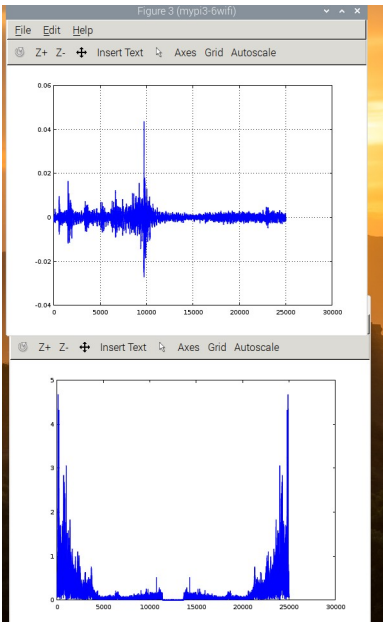 Figure 3 (mypi3-6wifi)
File Edit Help
Z+ Z- Insert Text Axes Grid Autoscale
0.06
0.04
0.02
0
-0.02
-0.04
0 5000 10000 15000 20000 25000 30000
Z+ Z- Insert Text Axes Grid Autoscale
5
4
3
2
1
0
0 5000 10000 15000 20000 25000 30000